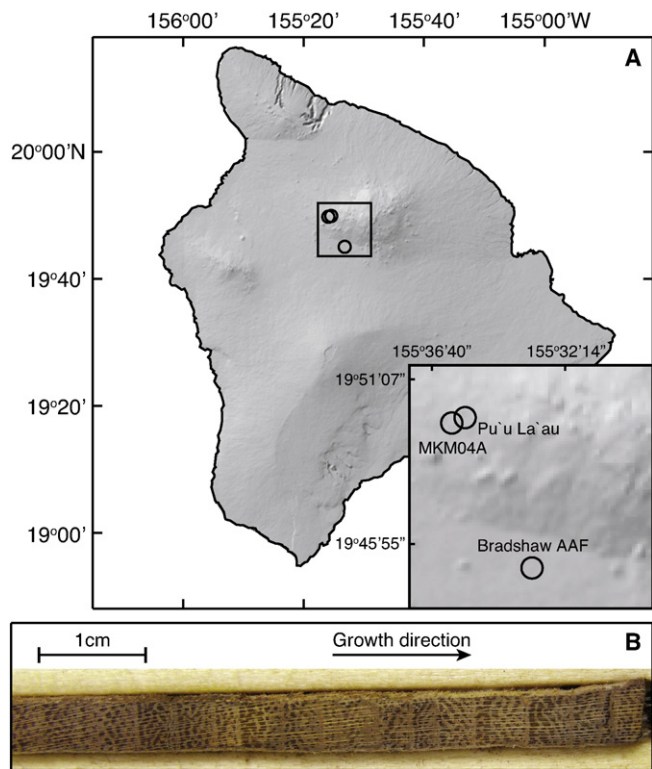 156°00' 155°20' 155°40' 155°00'W
A
20°00'N
19°40'
19°20'
19°00'
155°36'40" 155°32'14"
19°51'07"
Pu`u La`au
MKM04A
19°45'55"
Bradshaw AAF
1cm Growth direction B